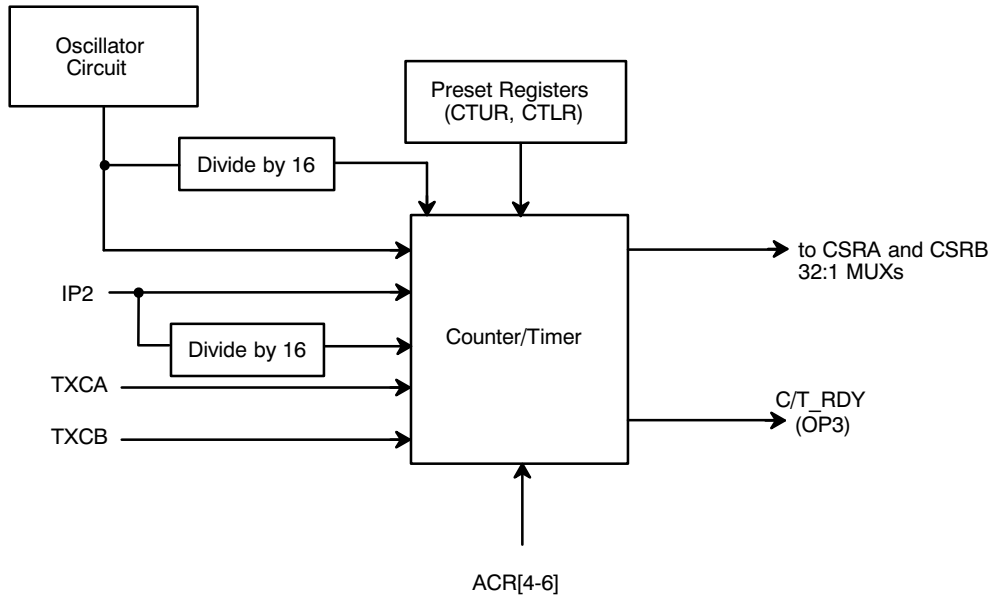 Oscillator
Circuit
Preset Registers
(CTUR, CTLR)
Divide by 16
to CSRA and CSRB
32:1 MUXs
IP2
Counter/Timer
Divide by 16
TXCA
C/T_RDY
(OP3)
TXCB
ACR[4-6]